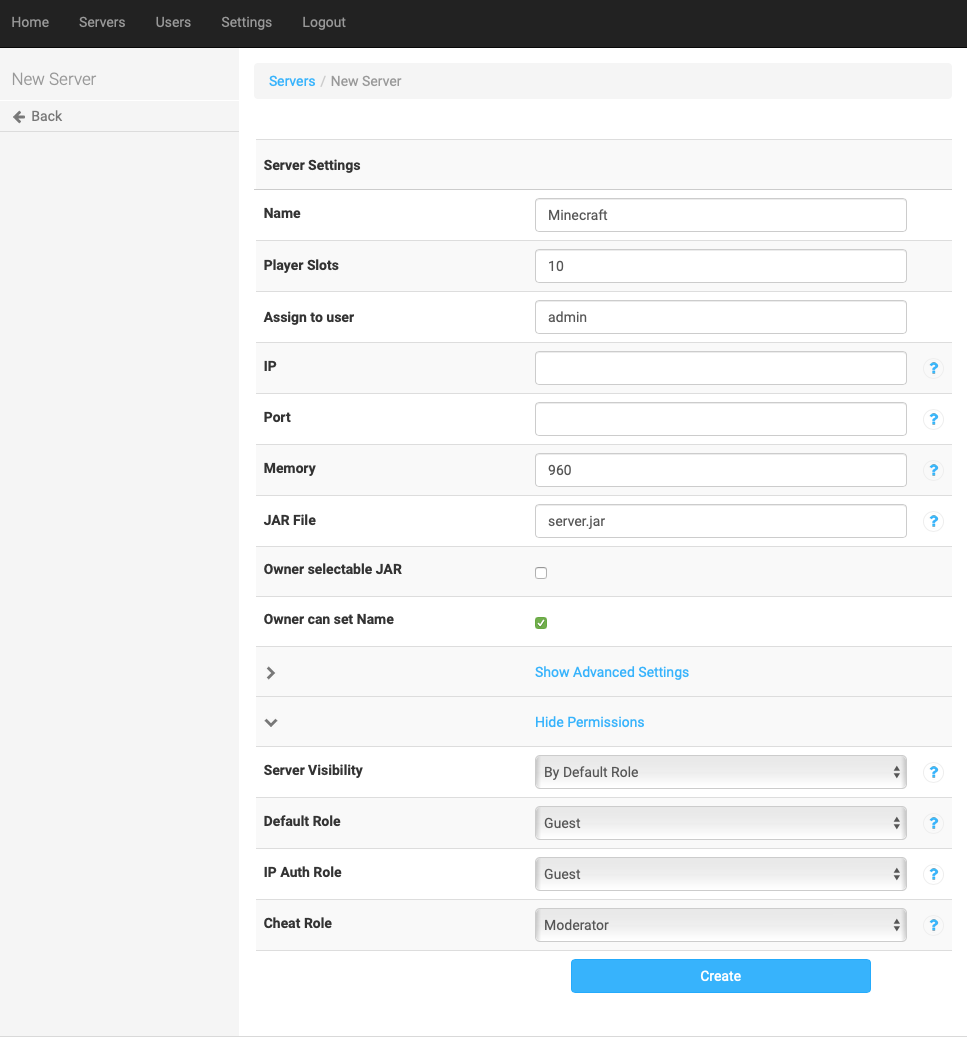 Home Servers Users Settings Logout
New Server
Back
Servers / New Server
Server Settings
Name Minecraft
Player Slots 10
Assign to user admin
IP ?
Port ?
Memory 960 ?
JAR File server.jar ?
Owner selectable JAR
Owner can set Name
Show Advanced Settings
Hide Permissions
Server Visibility By Default Role ?
Default Role Guest ?
IP Auth Role Guest ?
Cheat Role Moderator ?
Create